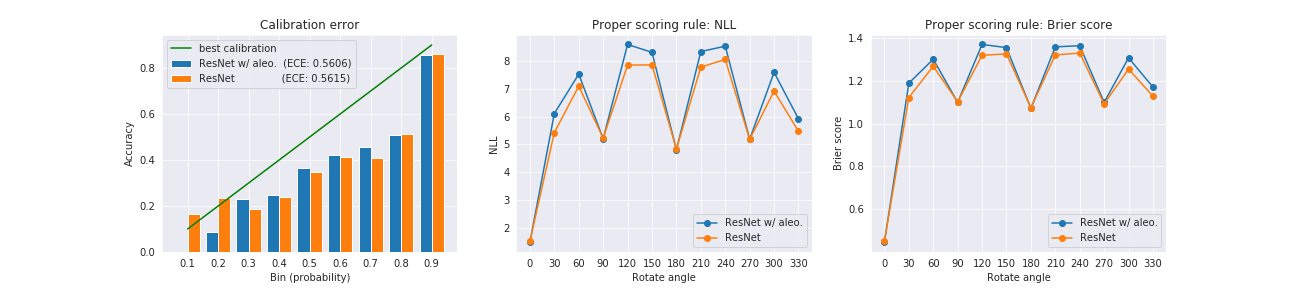 Calibration error
best calibration
ResNet w/ aleo. (ECE: 0.5606)
ResNet (ECE: 0.5615)
Accuracy
0.8
0.6
0.4
0.2
0.0
0.1 0.2 0.3 0.4 0.5 0.6 0.7 0.8 0.9
Bin (probability)
Proper scoring rule: NLL
NLL
8
7
6
5
4
3
2
ResNet w/ aleo.
ResNet
0 30 60 90 120 150 180 210 240 270 300 330
Rotate angle
Proper scoring rule: Brier score
Brier score
1.4
1.2
1.0
0.8
0.6
ResNet w/ aleo.
ResNet
0 30 60 90 120 150 180 210 240 270 300 330
Rotate angle